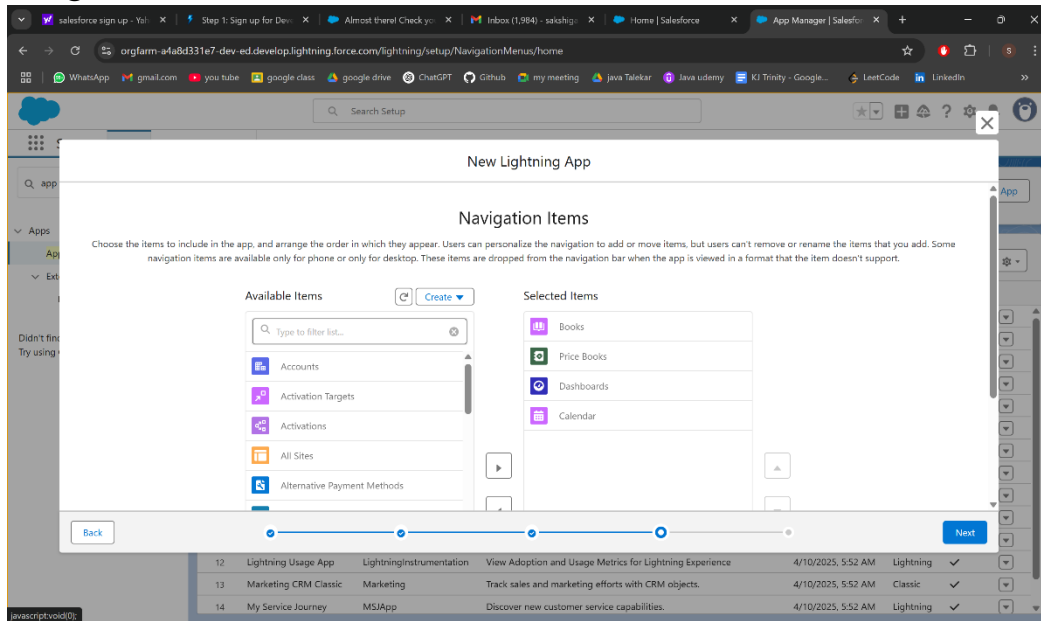 salesforce sign up - Yah
Step 1: Sign up for Deve
Almost there! Check yo
Inbox (1,984) - sakshiga
Home | Salesforce
App Manager | Salesfor
orgfarm-a4a8d331e7-dev-ed.develop.lightning.force.com/lightning/setup/NavigationMenus/home
S
WhatsApp
gmail.com
you tube
google class
google drive
ChatGPT
Github
my meeting
java Talekar
Java udemy
KJ Trinity - Google...
LeetCode
LinkedIn
Search Setup
New Lightning App
app
App
Navigation Items
Apps
Choose the items to include in the app, and arrange the order in which they appear. Users can personalize the navigation to add or move items, but users can't remove or rename the items that you add. Some
navigation items are available only for phone or only for desktop. These items are dropped from the navigation bar when the app is viewed in a format that the item doesn't support.
App
Ext
Available Items
Create
Selected Items
Type to filter list...
Books
Didn't find
Try using
Accounts
Price Books
Activation Targets
Dashboards
Activations
Calendar
All Sites
Alternative Payment Methods
Back
Next
12 Lightning Usage App LightningInstrumentation View Adoption and Usage Metrics for Lightning Experience 4/10/2025, 5:52 AM Lightning
13 Marketing CRM Classic Marketing Track sales and marketing efforts with CRM objects. 4/10/2025, 5:52 AM Classic
14 My Service Journey MSJApp Discover new customer service capabilities. 4/10/2025, 5:52 AM Lightning
javascript:void(0);